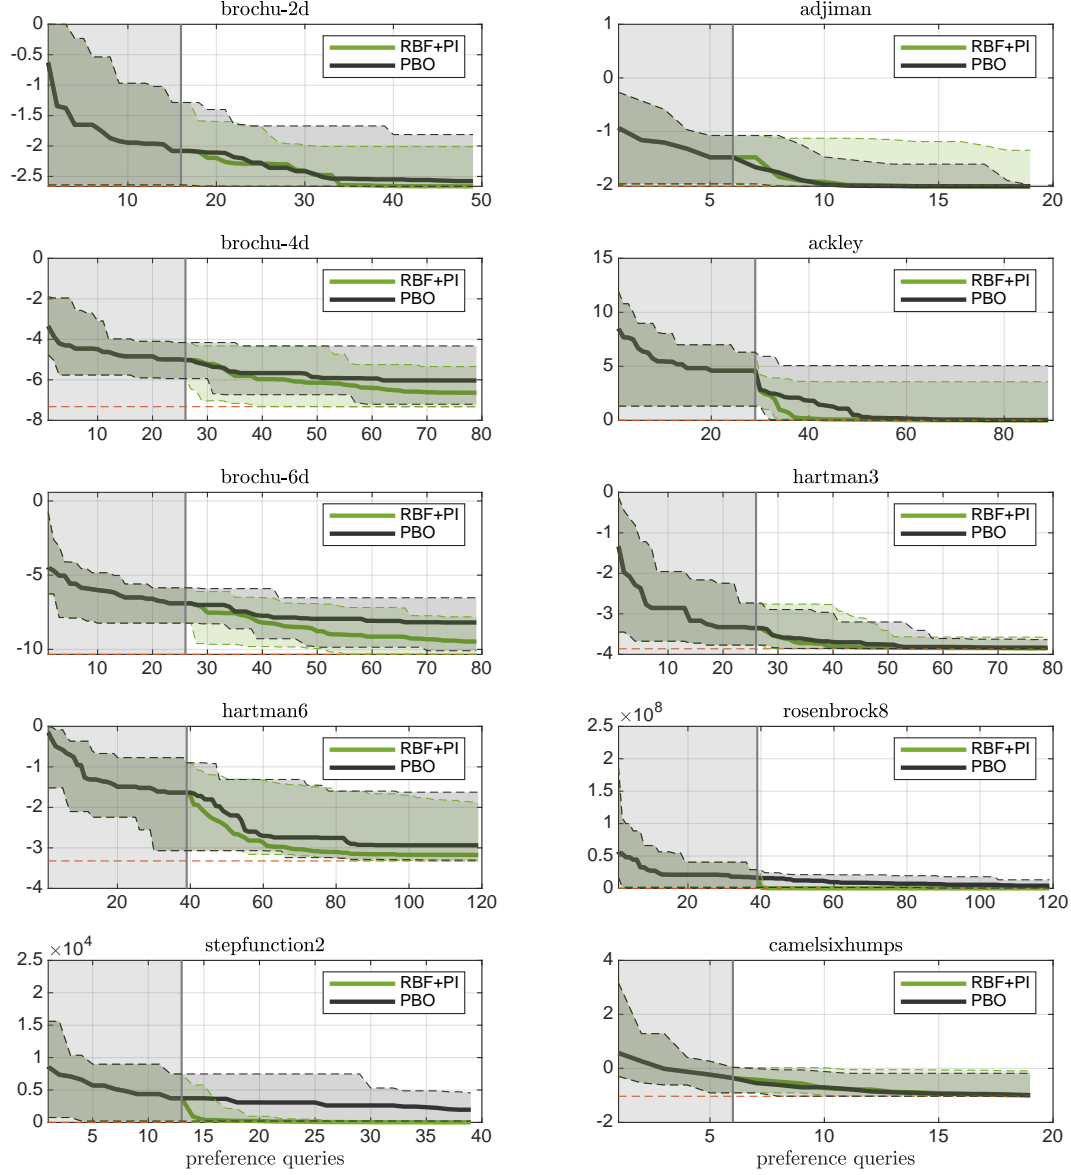 brochu-2d
0
-0.5
-1
-1.5
-2
-2.5
RBF+PI
PBO
10 20 30 40 50
adjiman
1
0
-1
-2
RBF+PI
PBO
5 10 15 20
brochu-4d
0
-2
-4
-6
-8
RBF+PI
PBO
10 20 30 40 50 60 70 80
ackley
15
10
5
0
RBF+PI
PBO
20 40 60 80
brochu-6d
0
-5
-10
RBF+PI
PBO
10 20 30 40 50 60 70 80
hartman3
0
-1
-2
-3
-4
RBF+PI
PBO
10 20 30 40 50 60 70 80
hartman6
0
-1
-2
-3
-4
RBF+PI
PBO
20 40 60 80 100 120
rosenbrock8
×10^8
2.5
2
1.5
1
0.5
0
RBF+PI
PBO
20 40 60 80 100 120
stepfunction2
×10^4
2.5
2
1.5
1
0.5
0
RBF+PI
PBO
5 10 15 20 25 30 35 40
preference queries
camelsixhumps
4
2
0
-2
RBF+PI
PBO
5 10 15 20
preference queries